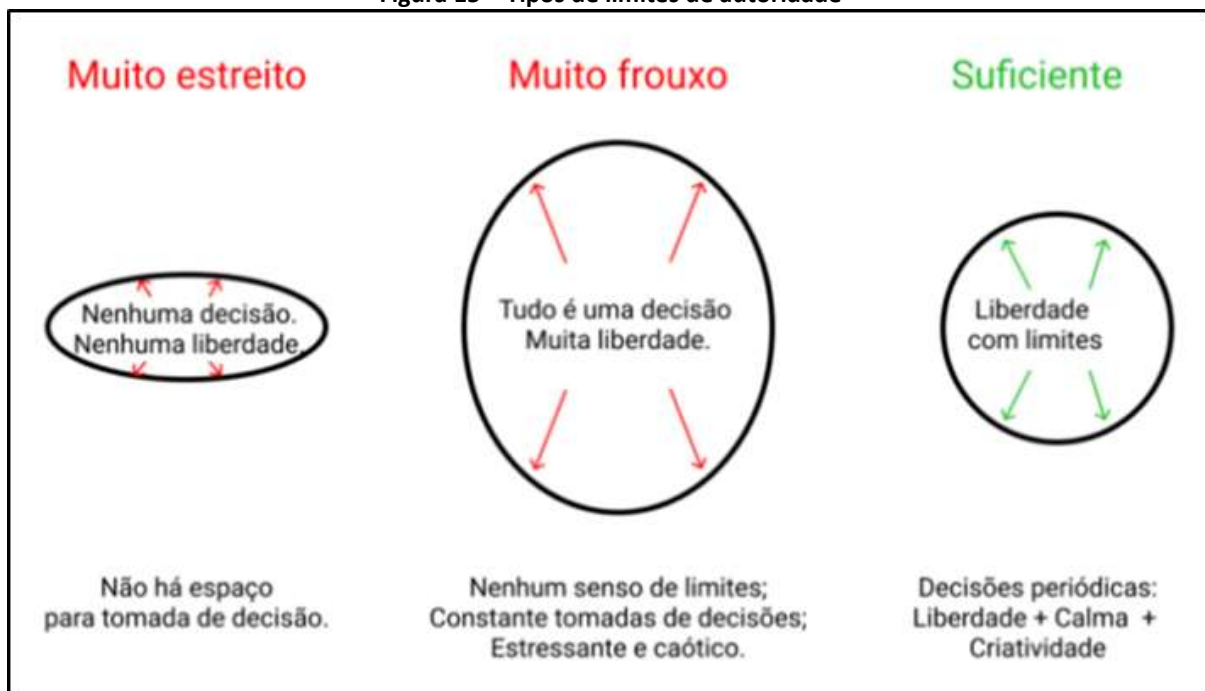 Muito estreito
Nenhuma decisão.
Nenhuma liberdade.
Não há espaço
para tomada de decisão.
Muito frouxo
Tudo é uma decisão
Muita liberdade.
Nenhum senso de limites;
Constante tomadas de decisões;
Estressante e caótico.
Suficiente
Liberdade
com limites
Decisões periódicas:
Liberdade + Calma +
Criatividade